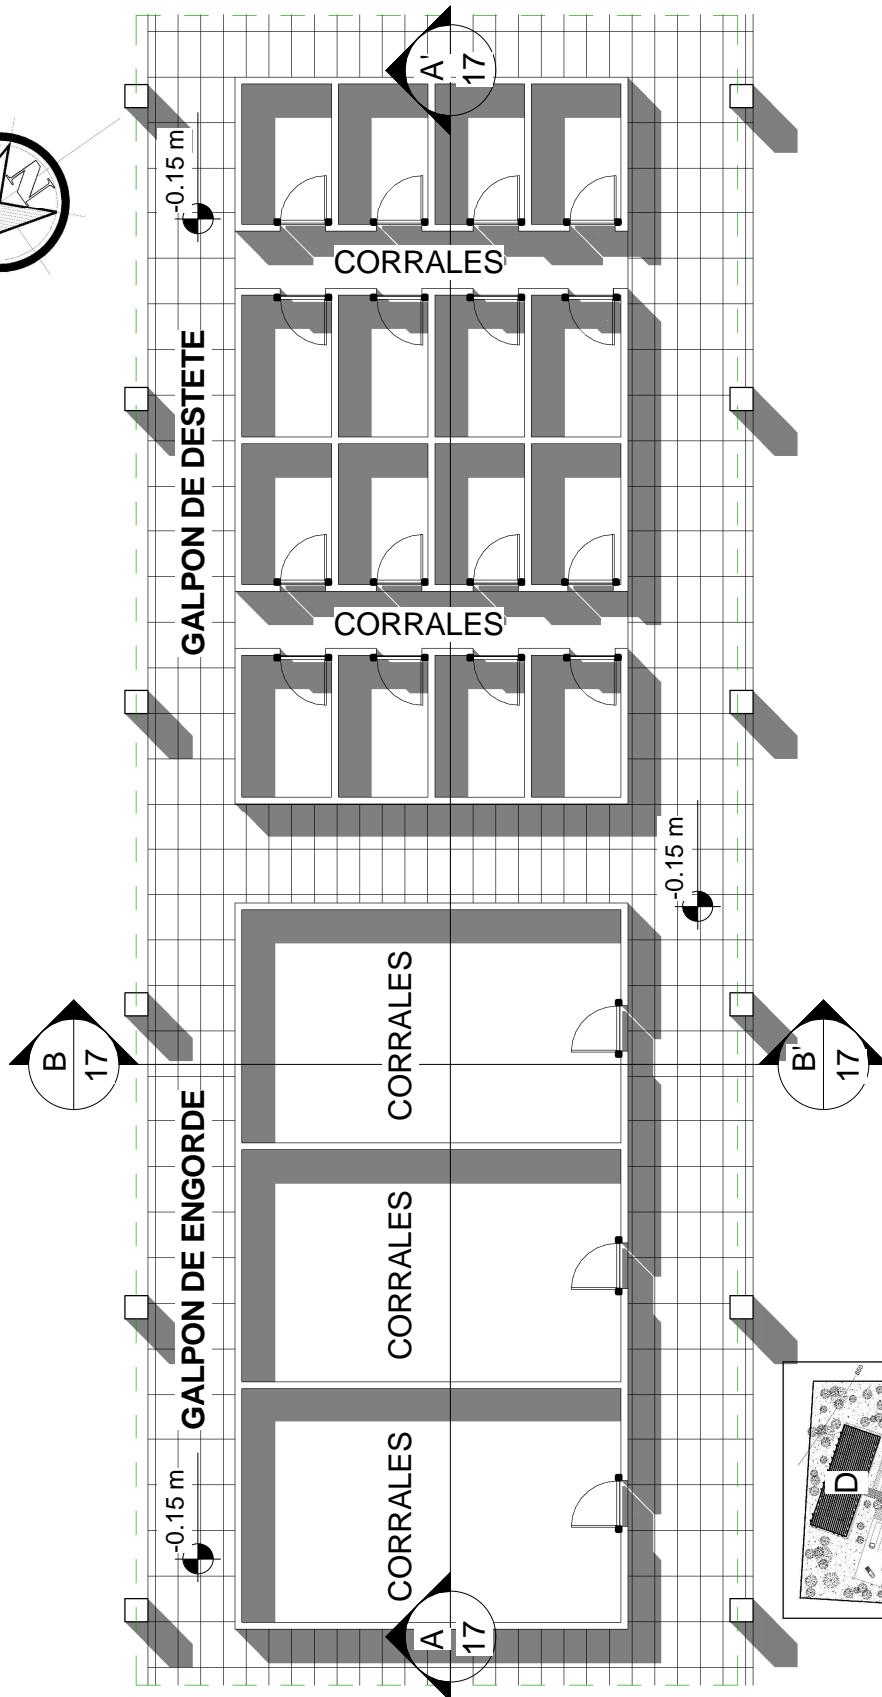 A'
17
-0.15 m
N
CORRALES
GALPON DE DESTETE
CORRALES
-0.15 m
CORRALES
B
17
B'
17
GALPON DE ENGORDE
CORRALES
CORRALES
-0.15 m
D
A
17